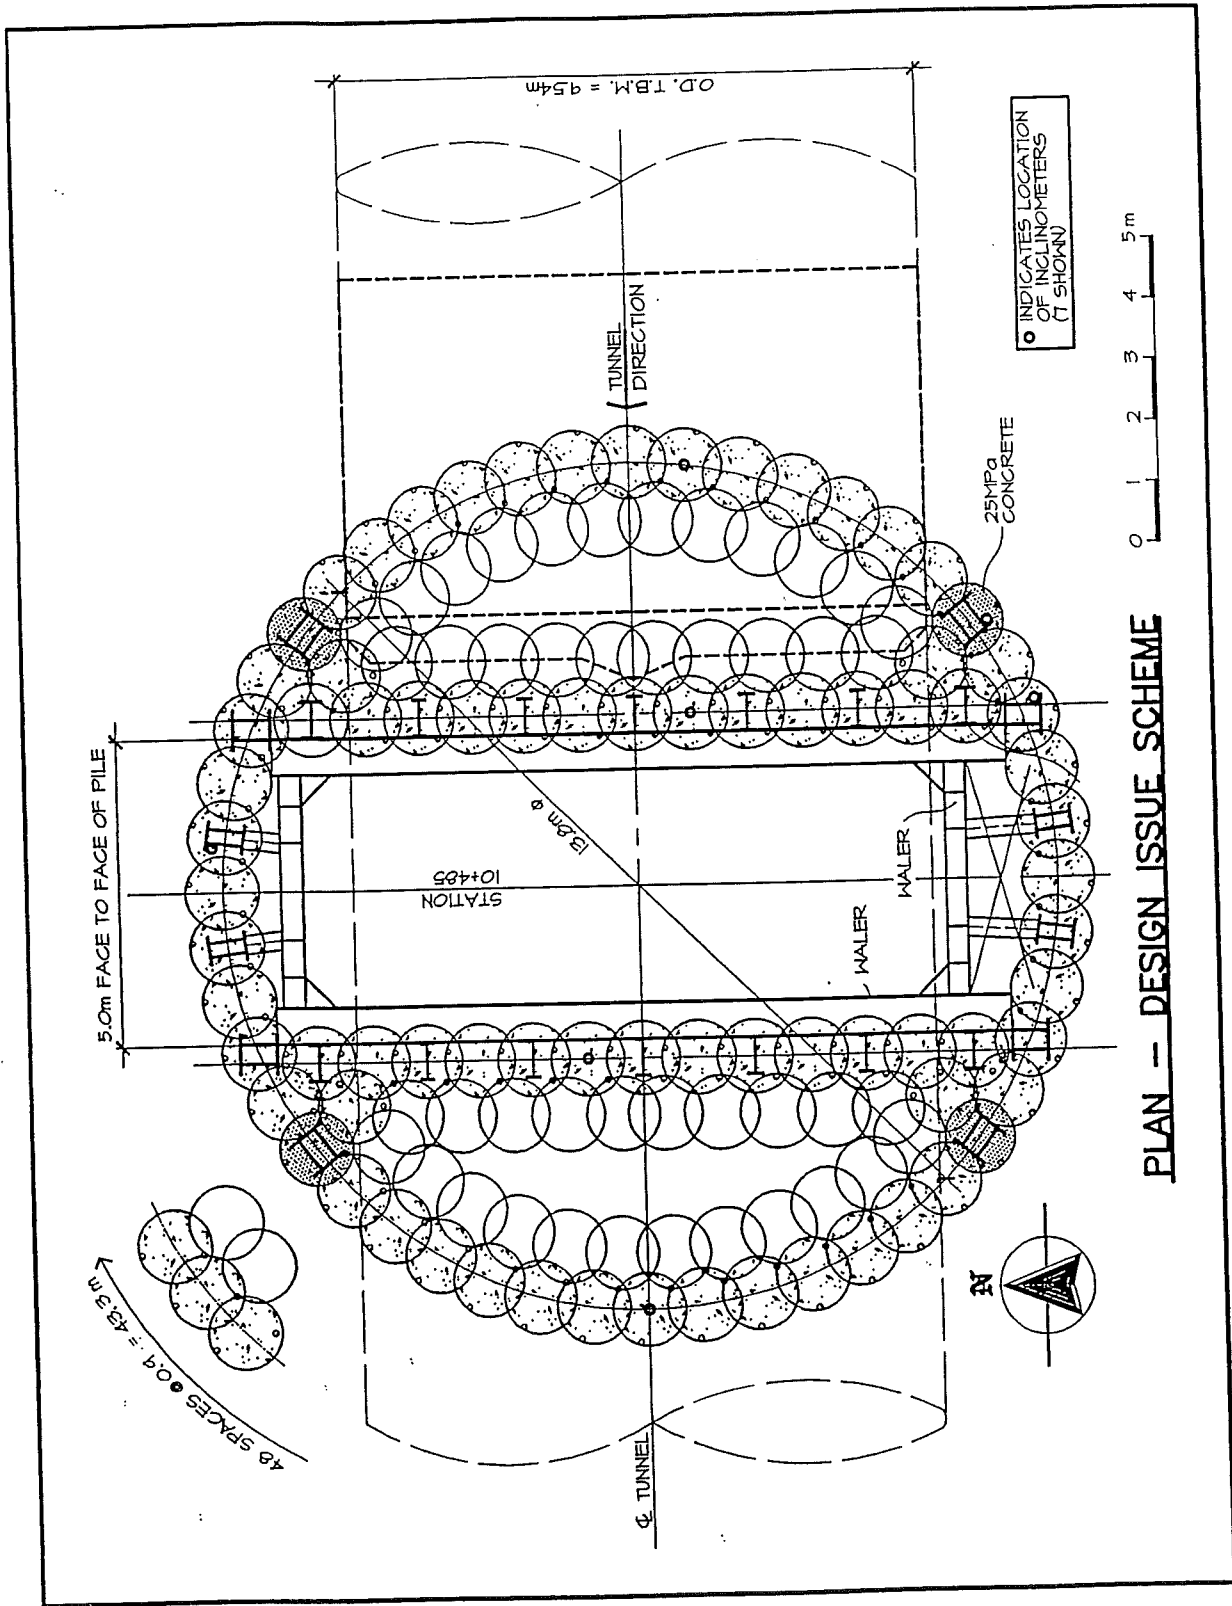 48 SPACES @ 0.9 = 43.3m
5.0m FACE TO FACE OF PILE
O.D. T.B.M. = 9.54m
STATION
10+485
13.8m ø
TUNNEL
DIRECTION
℄ TUNNEL
WALER
WALER
25MPa
CONCRETE
INDICATES LOCATION
OF INCLINOMETERS
(7 SHOWN)
N
0 1 2 3 4 5m
PLAN -- DESIGN ISSUE SCHEME